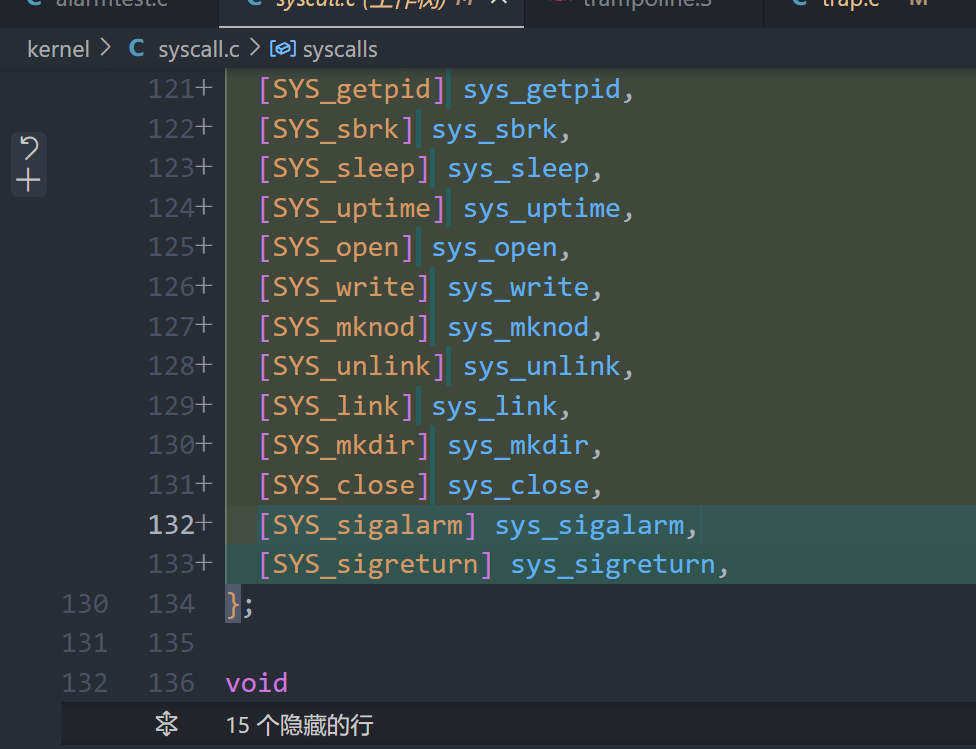 alarmtest.c syscall.c (工作树) M trampoline.S trap.c M
kernel > C syscall.c > syscalls
121+ [SYS_getpid] sys_getpid,
122+ [SYS_sbrk] sys_sbrk,
123+ [SYS_sleep] sys_sleep,
124+ [SYS_uptime] sys_uptime,
125+ [SYS_open] sys_open,
126+ [SYS_write] sys_write,
127+ [SYS_mknod] sys_mknod,
128+ [SYS_unlink] sys_unlink,
129+ [SYS_link] sys_link,
130+ [SYS_mkdir] sys_mkdir,
131+ [SYS_close] sys_close,
132+ [SYS_sigalarm] sys_sigalarm,
133+ [SYS_sigreturn] sys_sigreturn,
130 134 };
131 135
132 136 void
15 个隐藏的行